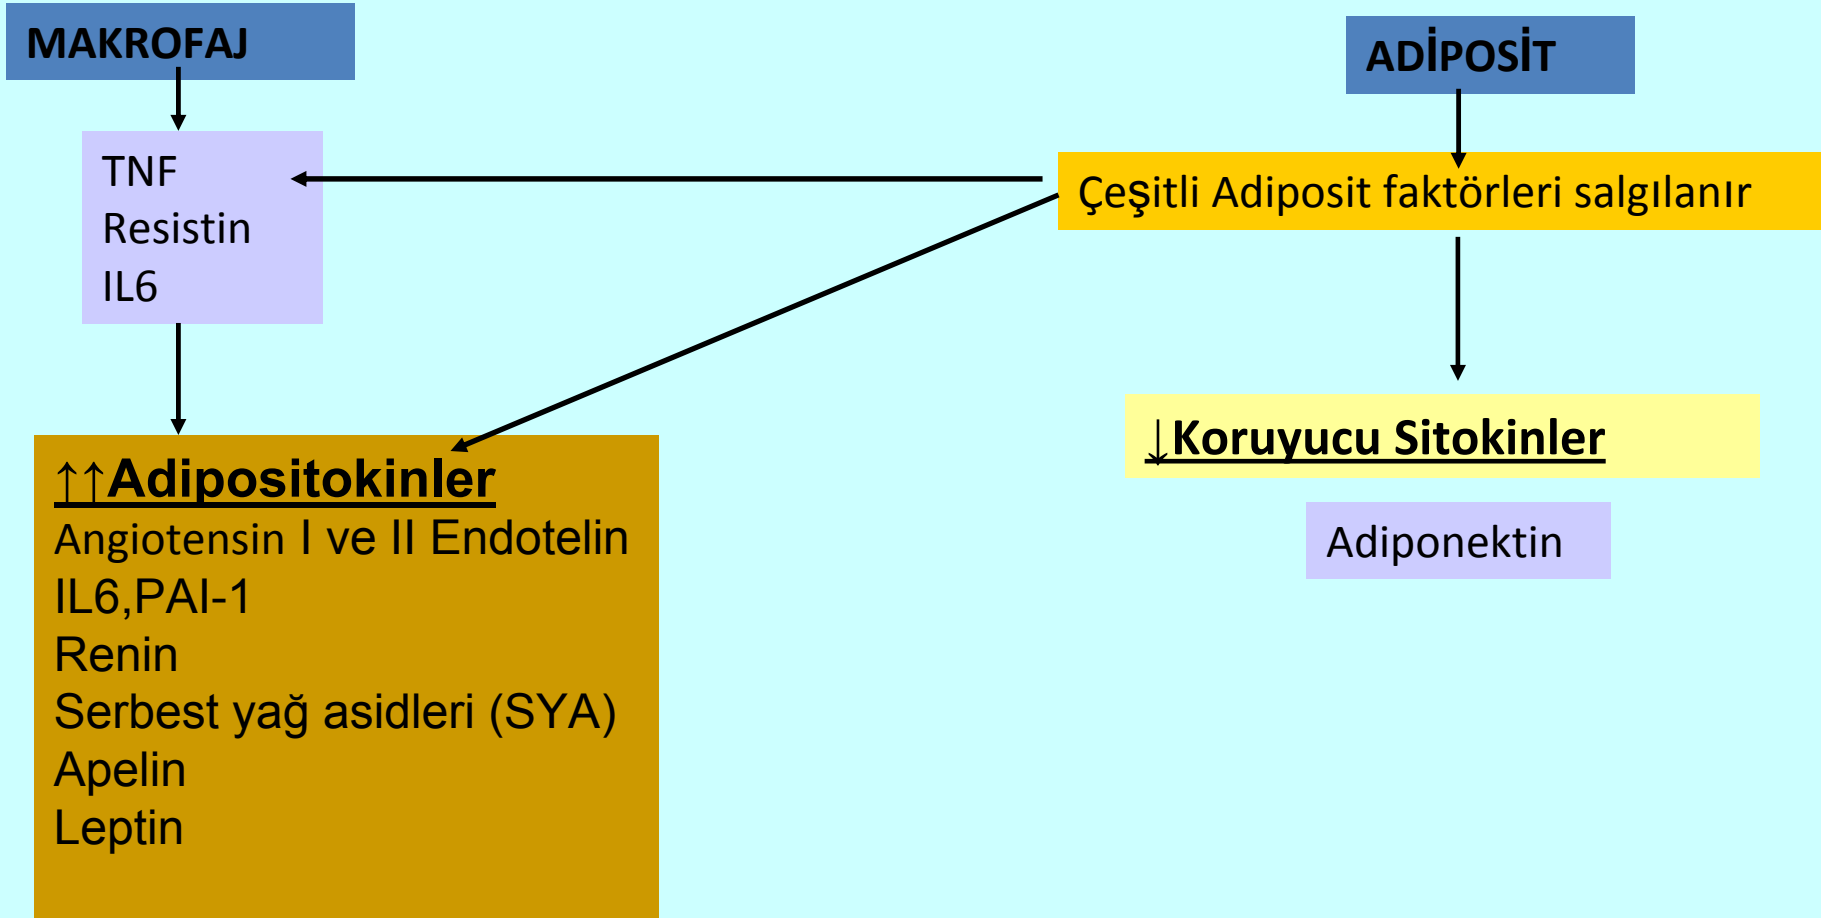 MAKROFAJ
ADİPOSİT
TNF
Resistin
IL6
Çeşitli Adiposit faktörleri salgılanır
↑↑Adipositokinler
Angiotensin I ve II Endotelin
IL6,PAI-1
Renin
Serbest yağ asidleri (SYA)
Apelin
Leptin
↓Koruyucu Sitokinler
Adiponektin